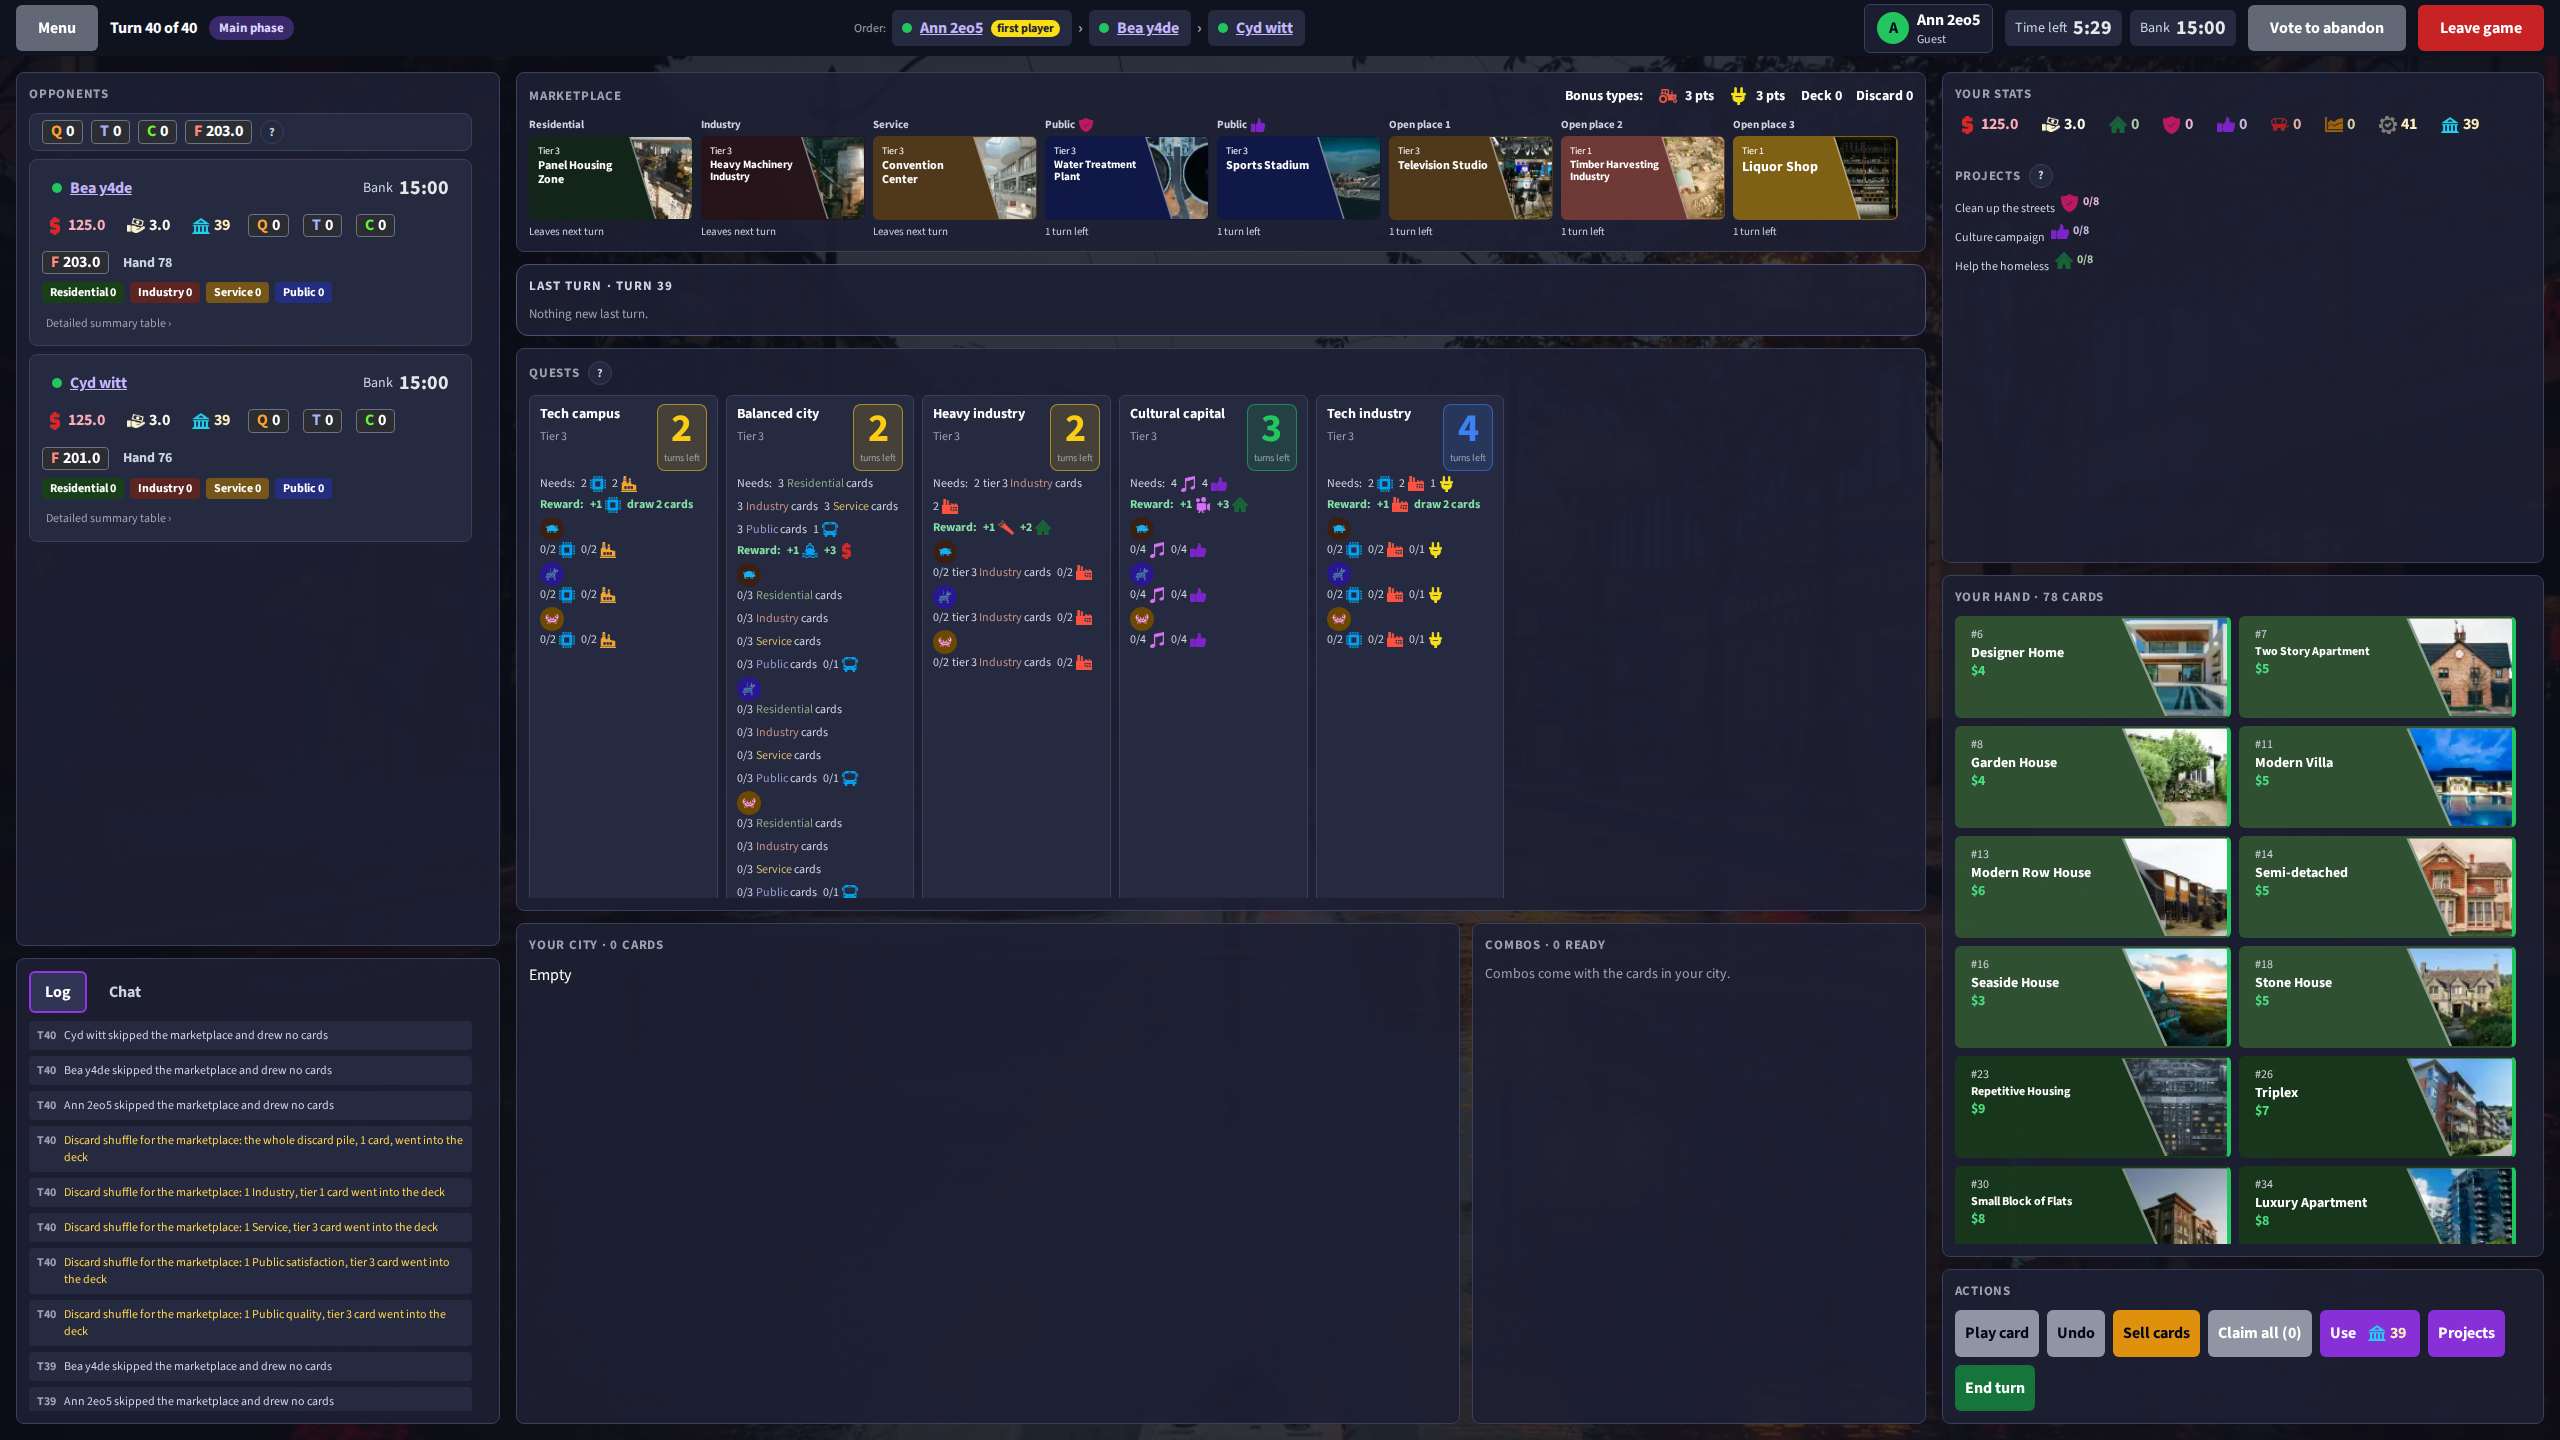 Menu
Turn 40 of 40
Main phase
Order:
Ann 2eo5 first player
›
Bea y4de
›
Cyd witt
A
Ann 2eo5
Guest
Time left 5:29
Bank 15:00
Vote to abandon
Leave game
OPPONENTS
Q 0
T 0
C 0
F 203.0
?
Bea y4de
Bank 15:00
125.0
3.0
39
Q 0
T 0
C 0
F 203.0
Hand 78
Residential 0
Industry 0
Service 0
Public 0
Detailed summary table ›
Cyd witt
Bank 15:00
125.0
3.0
39
Q 0
T 0
C 0
F 201.0
Hand 76
Residential 0
Industry 0
Service 0
Public 0
Detailed summary table ›
Log
Chat
T40 Cyd witt skipped the marketplace and drew no cards
T40 Bea y4de skipped the marketplace and drew no cards
T40 Ann 2eo5 skipped the marketplace and drew no cards
T40 Discard shuffle for the marketplace: the whole discard pile, 1 card, went into the
deck
T40 Discard shuffle for the marketplace: 1 Industry, tier 1 card went into the deck
T40 Discard shuffle for the marketplace: 1 Service, tier 3 card went into the deck
T40 Discard shuffle for the marketplace: 1 Public satisfaction, tier 3 card went into
the deck
T40 Discard shuffle for the marketplace: 1 Public quality, tier 3 card went into the
deck
T39 Bea y4de skipped the marketplace and drew no cards
T39 Ann 2eo5 skipped the marketplace and drew no cards
MARKETPLACE
Bonus types: 3 pts 3 pts Deck 0 Discard 0
Residential
Tier 3
Panel Housing
Zone
Leaves next turn
Industry
Tier 3
Heavy Machinery
Industry
Leaves next turn
Service
Tier 3
Convention
Center
Leaves next turn
Public
Tier 3
Water Treatment
Plant
1 turn left
Public
Tier 3
Sports Stadium
1 turn left
Open place 1
Tier 3
Television Studio
1 turn left
Open place 2
Tier 1
Timber Harvesting
Industry
1 turn left
Open place 3
Tier 1
Liquor Shop
1 turn left
LAST TURN · TURN 39
Nothing new last turn.
QUESTS ?
Tech campus
Tier 3
2
turns left
Needs: 2 2
Reward: +1 draw 2 cards
0/2 0/2
0/2 0/2
0/2 0/2
Balanced city
Tier 3
2
turns left
Needs: 3 Residential cards
3 Industry cards 3 Service cards
3 Public cards 1
Reward: +1 +3
0/3 Residential cards
0/3 Industry cards
0/3 Service cards
0/3 Public cards 0/1
0/3 Residential cards
0/3 Industry cards
0/3 Service cards
0/3 Public cards 0/1
0/3 Residential cards
0/3 Industry cards
0/3 Service cards
0/3 Public cards 0/1
Heavy industry
Tier 3
2
turns left
Needs: 2 tier 3 Industry cards
2
Reward: +1 +2
0/2 tier 3 Industry cards 0/2
0/2 tier 3 Industry cards 0/2
0/2 tier 3 Industry cards 0/2
Cultural capital
Tier 3
3
turns left
Needs: 4 4
Reward: +1 +3
0/4 0/4
0/4 0/4
0/4 0/4
Tech industry
Tier 3
4
turns left
Needs: 2 2 1
Reward: +1 draw 2 cards
0/2 0/2 0/1
0/2 0/2 0/1
0/2 0/2 0/1
YOUR CITY · 0 CARDS
Empty
COMBOS · 0 READY
Combos come with the cards in your city.
YOUR STATS
125.0
3.0
0
0
0
0
0
41
39
PROJECTS ?
Clean up the streets 0/8
Culture campaign 0/8
Help the homeless 0/8
YOUR HAND · 78 CARDS
#6
Designer Home
$4
#7
Two Story Apartment
$5
#8
Garden House
$4
#11
Modern Villa
$5
#13
Modern Row House
$6
#14
Semi-detached
$5
#16
Seaside House
$3
#18
Stone House
$5
#23
Repetitive Housing
$9
#26
Triplex
$7
#30
Small Block of Flats
$8
#34
Luxury Apartment
$8
ACTIONS
Play card
Undo
Sell cards
Claim all (0)
Use 39
Projects
End turn